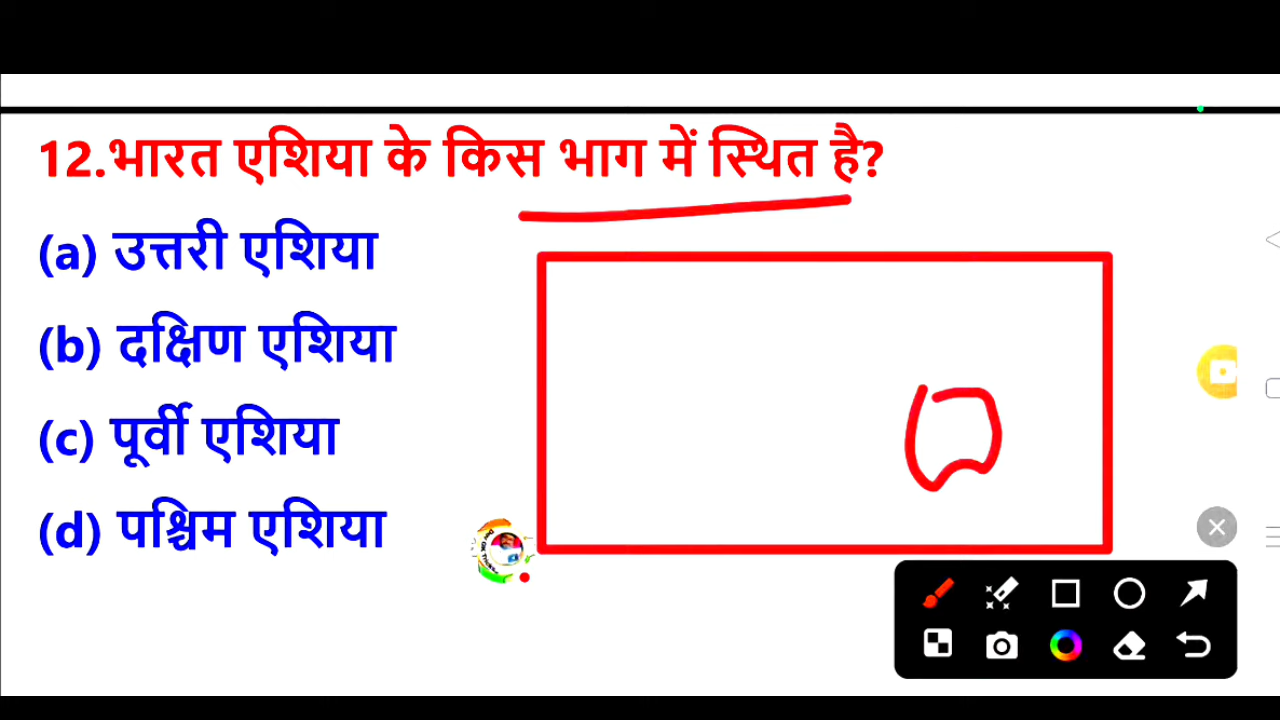 12.भारत एशिया के किस भाग में स्थित है?
(a) उत्तरी एशिया
(b) दक्षिण एशिया
(c) पूर्वी एशिया
(d) पश्चिम एशिया